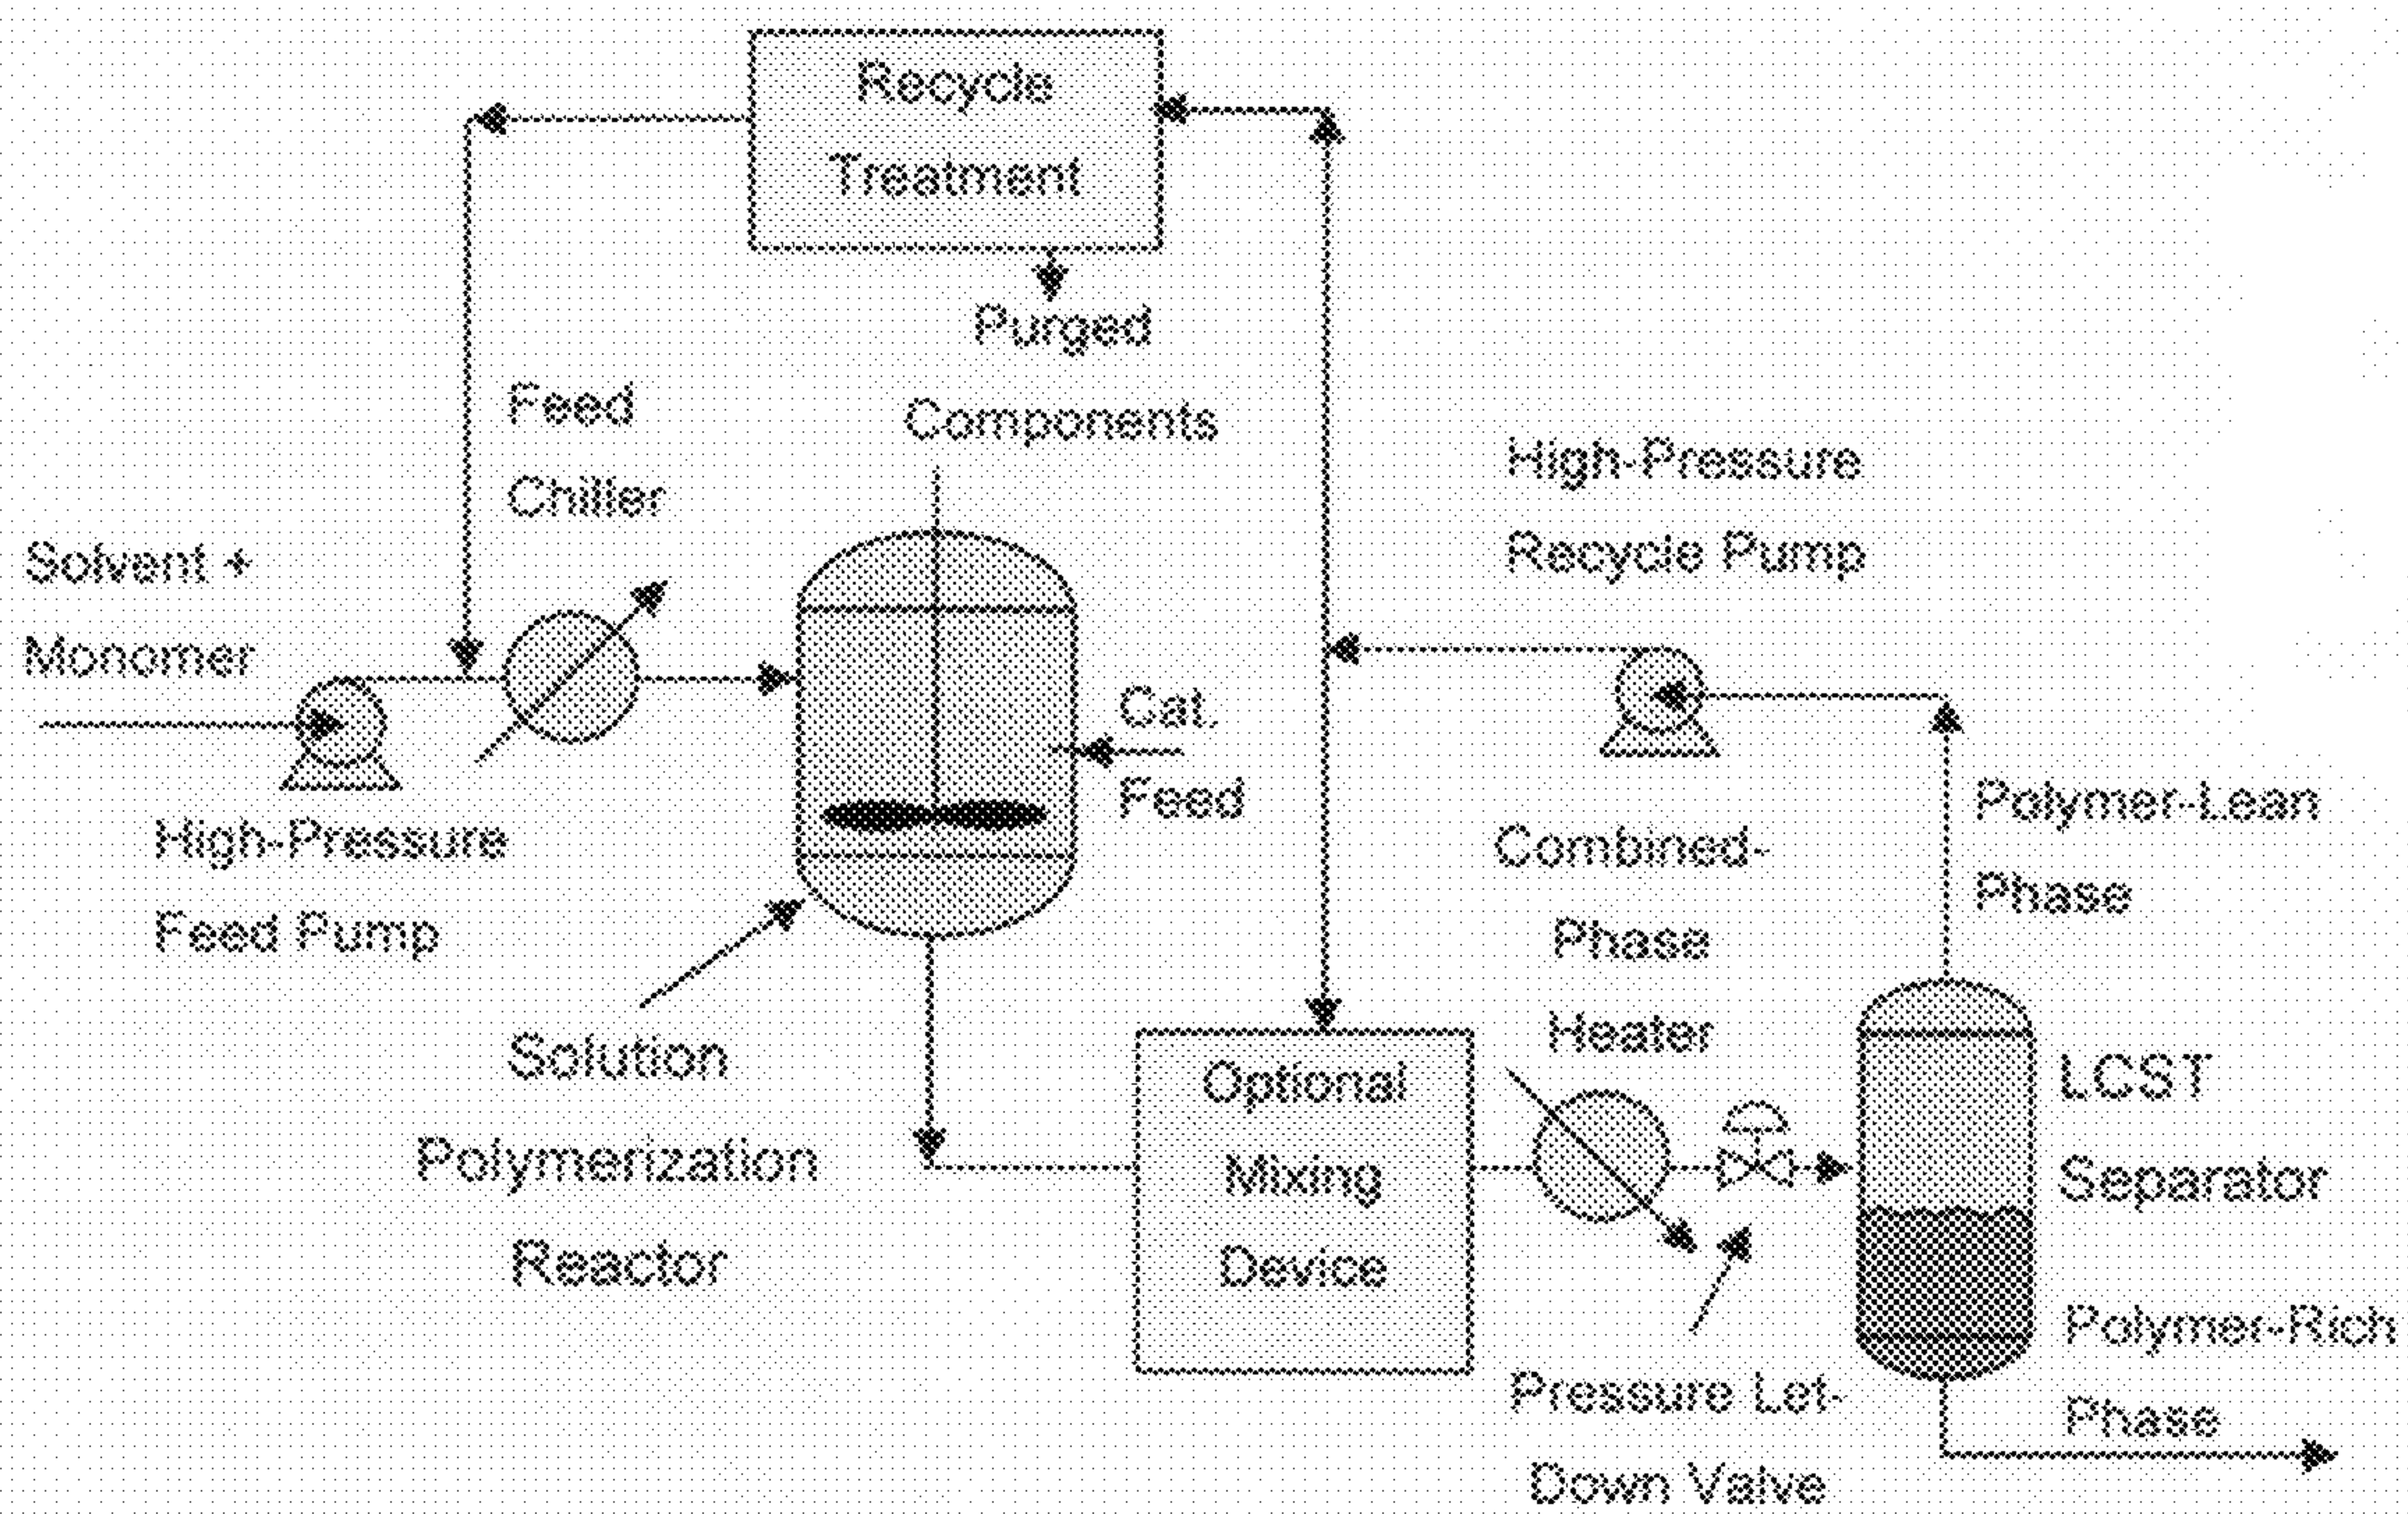 Recycle
Treatment
Purged
Components
Feed
Chiller
High-Pressure
Recycle Pump
Solvent +
Monomer
Cat.
Feed
High-Pressure
Feed Pump
Polymer-Lean
Phase
Combined-
Phase
Heater
Solution
Polymerization
Reactor
Optional
Mixing
Device
LCST
Separator
Polymer-Rich
Phase
Pressure Let-
Down Valve